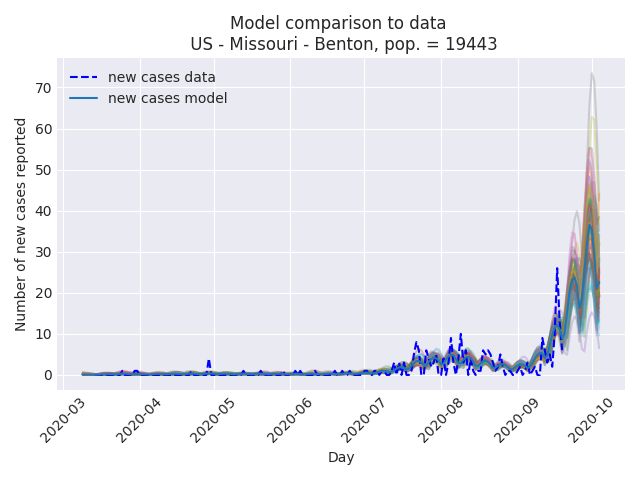 Model comparison to data
US - Missouri - Benton, pop. = 19443
new cases data
new cases model
Number of new cases reported
70
60
50
40
30
20
10
0
2020-03
2020-04
2020-05
2020-06
2020-07
2020-08
2020-09
2020-10
Day